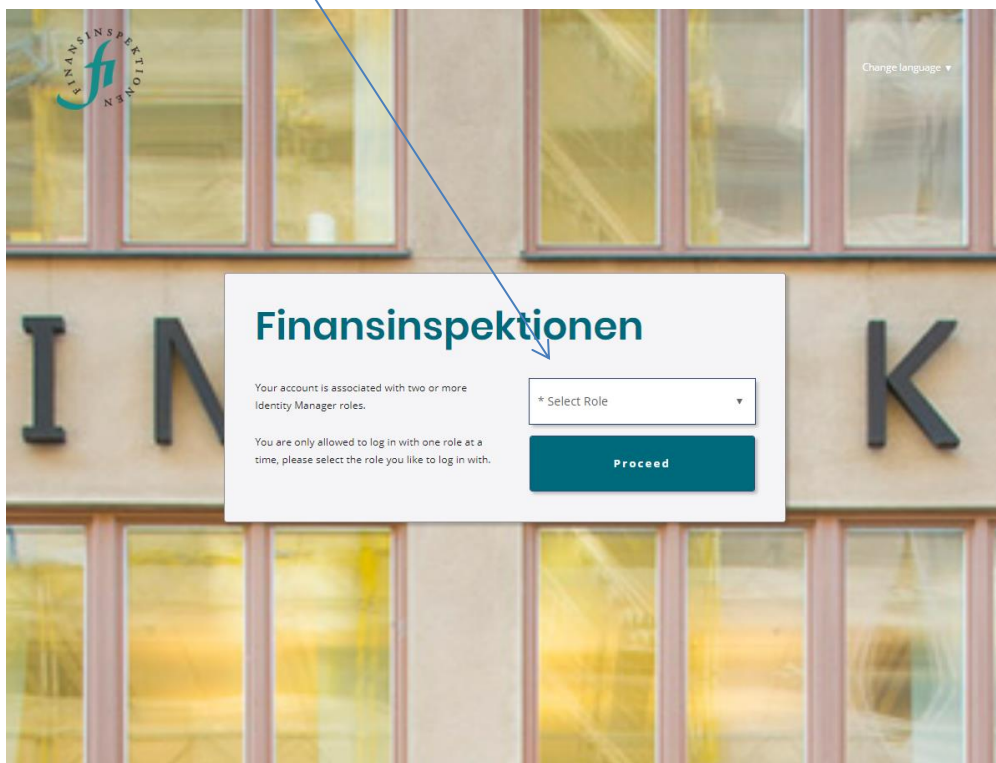 FINANSINSPEKTIONEN
fi
Change language ▼
I N K
Finansinspektionen
Your account is associated with two or more
Identity Manager roles.
You are only allowed to log in with one role at a
time, please select the role you like to log in with.
* Select Role ▼
Proceed